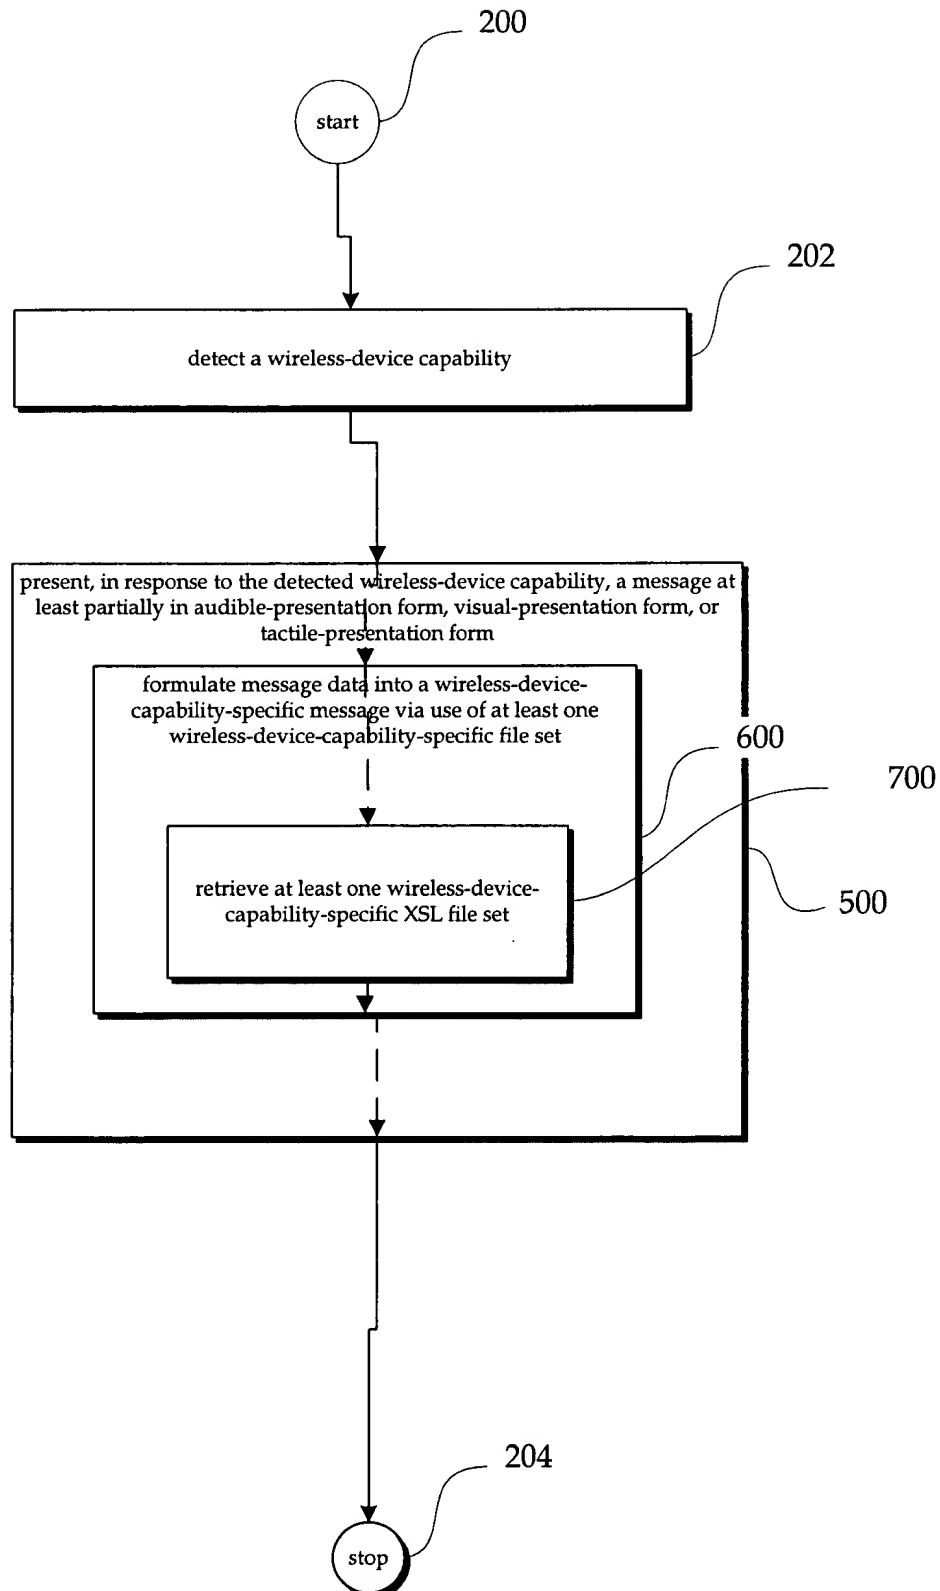 200
start
202
detect a wireless-device capability
present, in response to the detected wireless-device capability, a message at
least partially in audible-presentation form, visual-presentation form, or
tactile-presentation form
formulate message data into a wireless-device-
capability-specific message via use of at least one
wireless-device-capability-specific file set
600
700
retrieve at least one wireless-device-
capability-specific XSL file set
500
204
stop